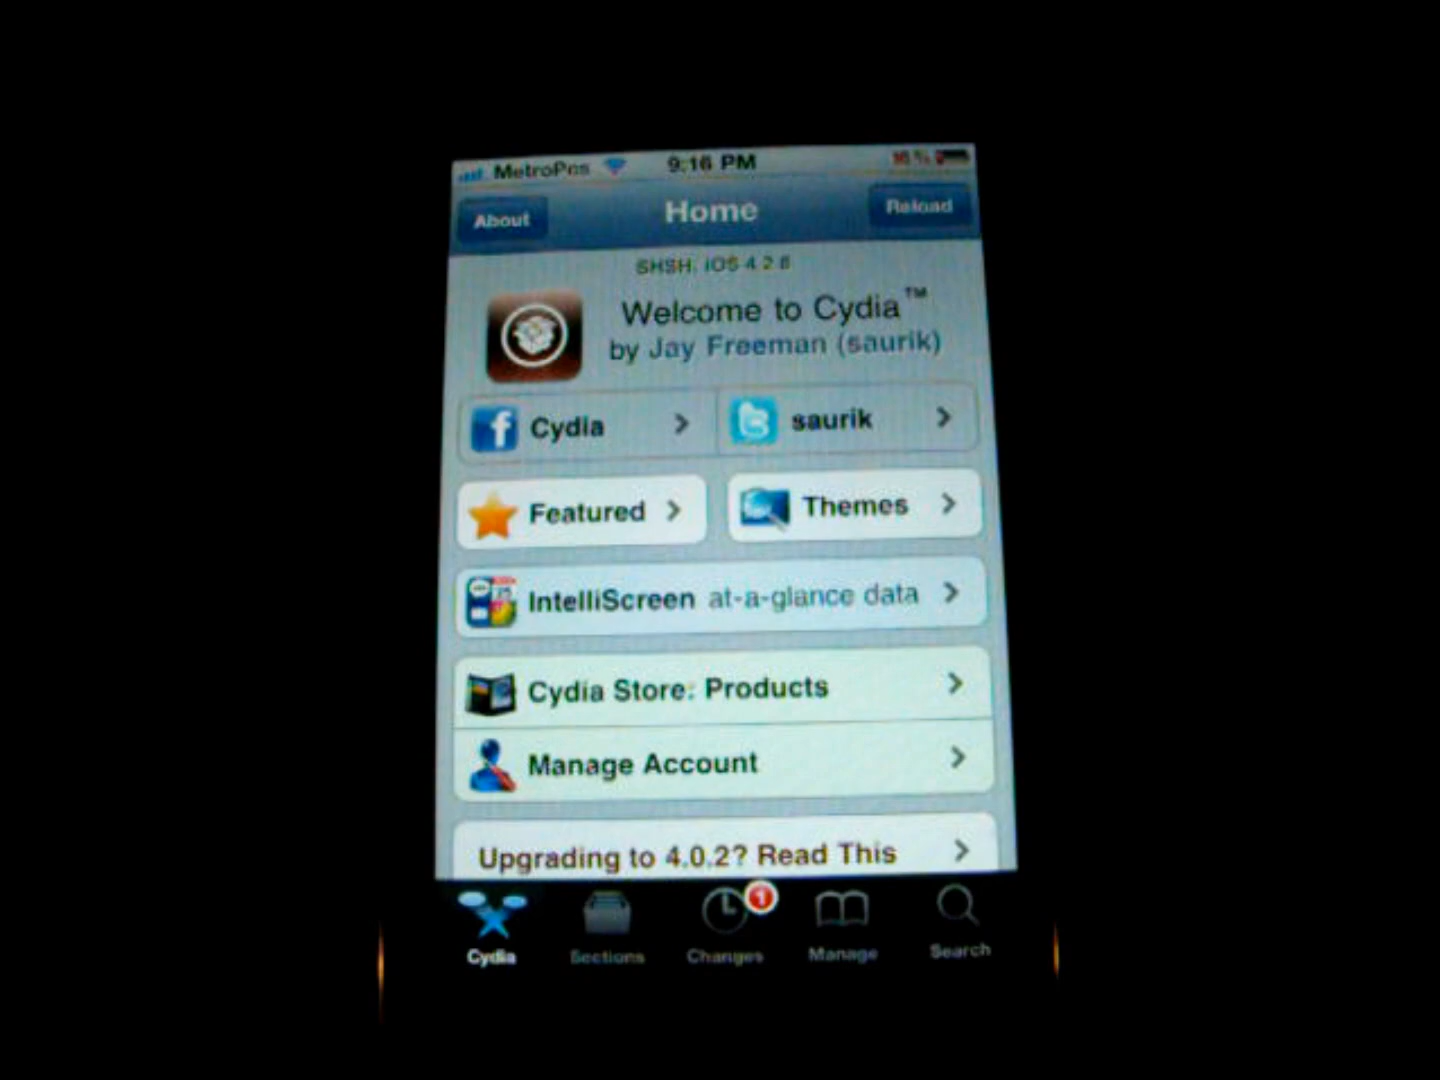 MetroPcs 9:16 PM
About Home Reload
SHSH: iOS 4.2.6
Welcome to Cydia™
by Jay Freeman (saurik)
Cydia saurik
Featured Themes
IntelliScreen at-a-glance data
Cydia Store: Products
Manage Account
Upgrading to 4.0.2? Read This
1
Cydia Sections Changes Manage Search